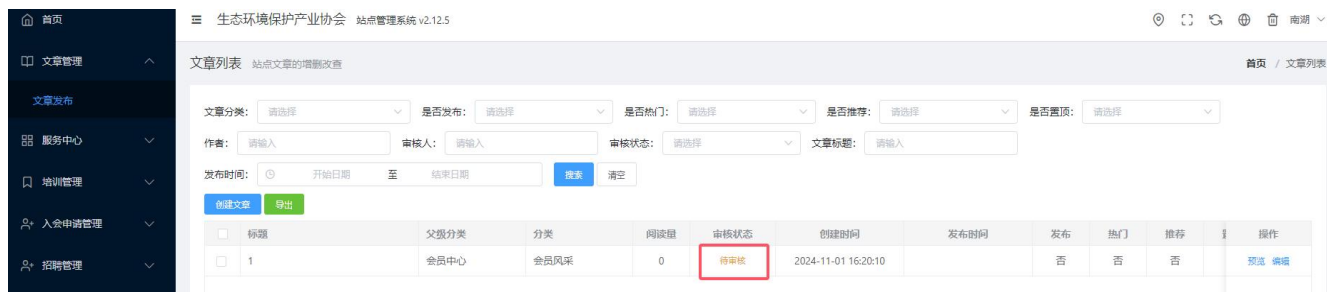 首页
生态环境保护产业协会 站点管理系统 v2.12.5
南湖
文章管理
文章列表 站点文章的增删改查
首页 / 文章列表
文章发布
文章分类： 请选择 是否发布： 请选择 是否热门： 请选择 是否推荐： 请选择 是否置顶： 请选择
服务中心
作者： 请输入 审核人： 请输入 审核状态： 请选择 文章标题： 请输入
培训管理
发布时间： 开始日期 至 结束日期 搜索 清空
创建文章 导出
入会申请管理
标题 父级分类 分类 阅读量 审核状态 创建时间 发布时间 发布 热门 推荐 操作
招聘管理
1 会员中心 会员风采 0 待审核 2024-11-01 16:20:10 否 否 否 预览 编辑